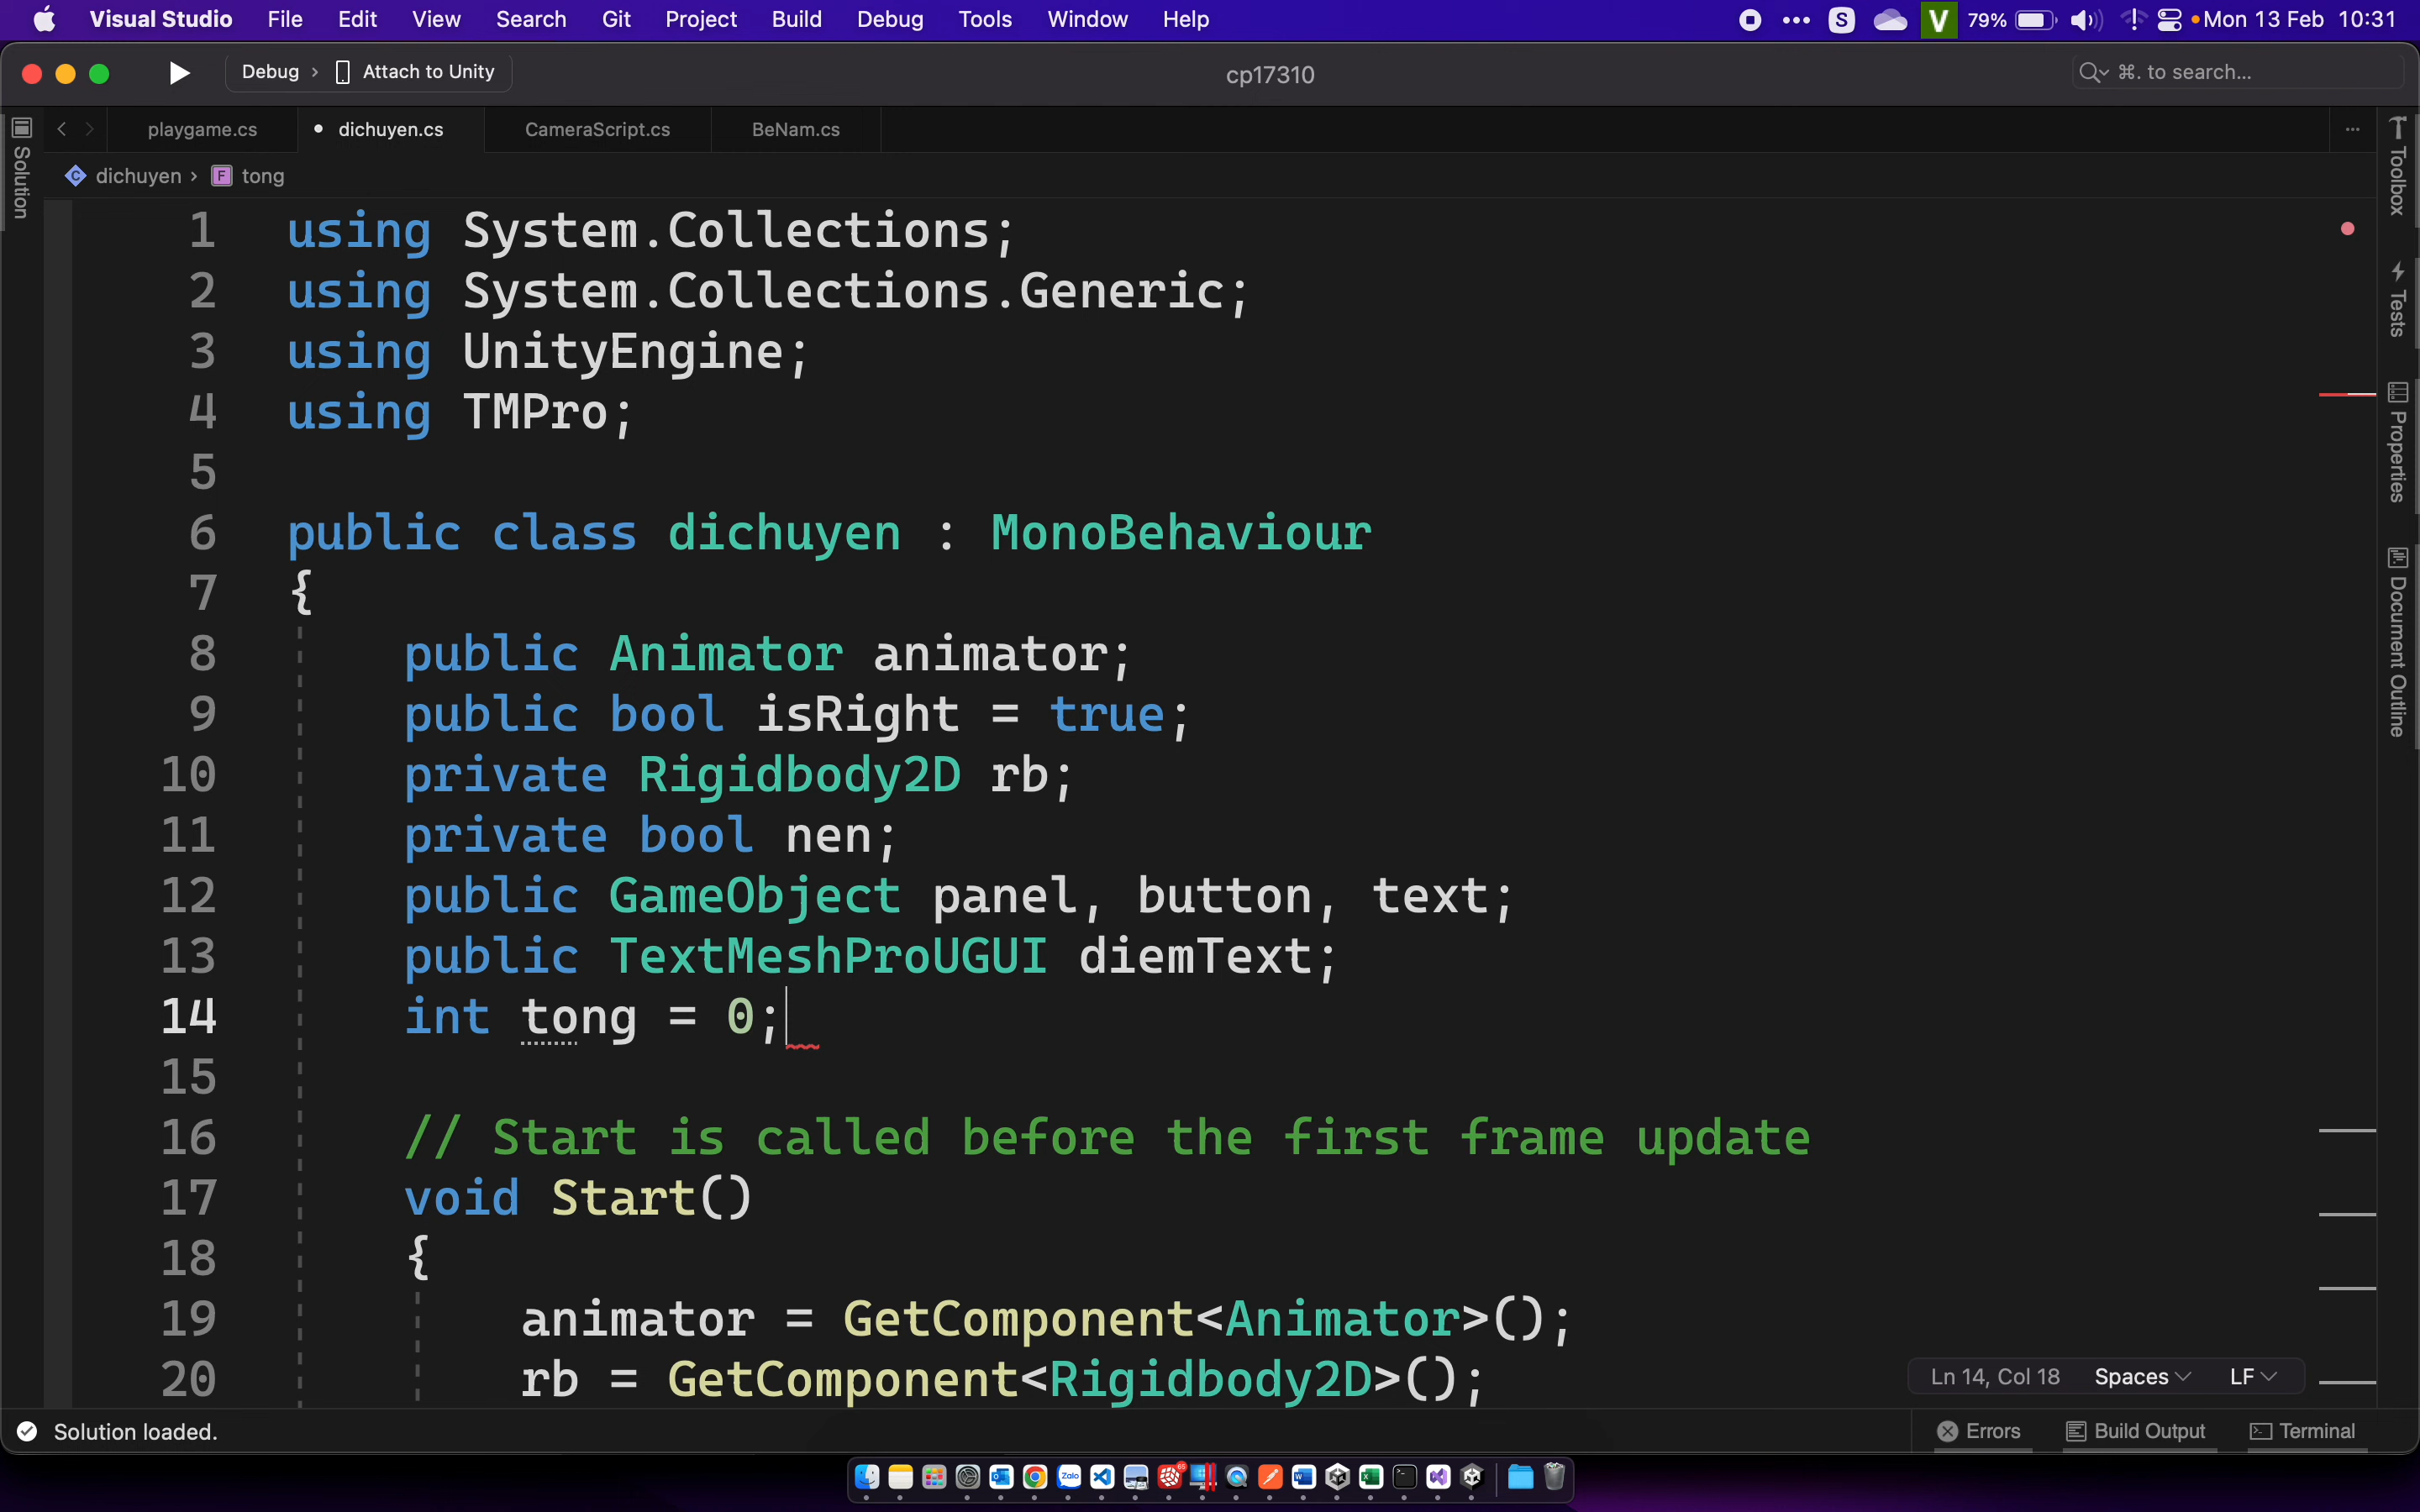 Visual Studio File Edit View Search Git Project Build Debug Tools Window Help S V 79% Mon 13 Feb 10:31
Debug › Attach to Unity cp17310 ⌘. to search...
playgame.cs • dichuyen.cs CameraScript.cs BeNam.cs ...
Solution
dichuyen › F tong
Toolbox
Tests
Properties
Document Outline
1 using System.Collections;
2 using System.Collections.Generic;
3 using UnityEngine;
4 using TMPro;
5
6 public class dichuyen : MonoBehaviour
7 {
8 public Animator animator;
9 public bool isRight = true;
10 private Rigidbody2D rb;
11 private bool nen;
12 public GameObject panel, button, text;
13 public TextMeshProUGUI diemText;
14 int tong = 0;
15
16 // Start is called before the first frame update
17 void Start()
18 {
19 animator = GetComponent<Animator>();
20 rb = GetComponent<Rigidbody2D>();
Ln 14, Col 18 Spaces LF
Solution loaded. Errors Build Output Terminal
Zalo